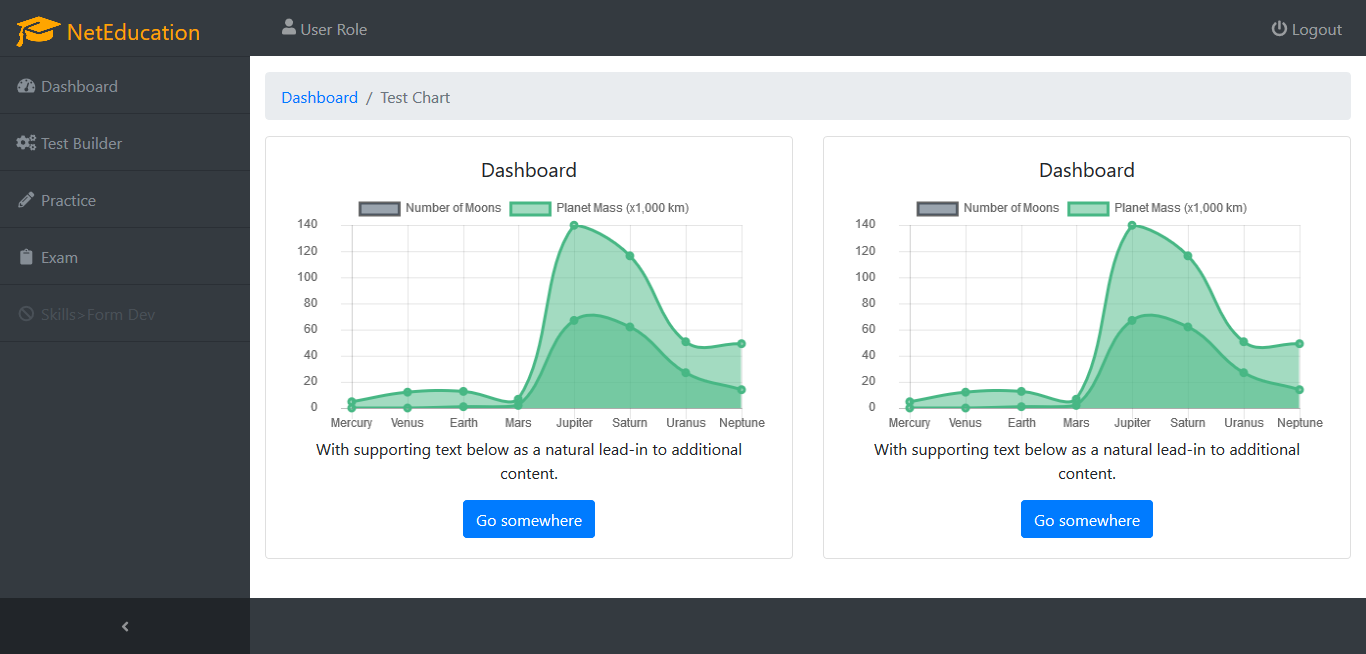 NetEducation
User Role
Logout
Dashboard
Test Builder
Practice
Exam
Skills>Form Dev
Dashboard / Test Chart
Dashboard
Number of Moons Planet Mass (x1,000 km)
140
120
100
80
60
40
20
0
Mercury Venus Earth Mars Jupiter Saturn Uranus Neptune
With supporting text below as a natural lead-in to additional
content.
Go somewhere
Dashboard
Number of Moons Planet Mass (x1,000 km)
140
120
100
80
60
40
20
0
Mercury Venus Earth Mars Jupiter Saturn Uranus Neptune
With supporting text below as a natural lead-in to additional
content.
Go somewhere